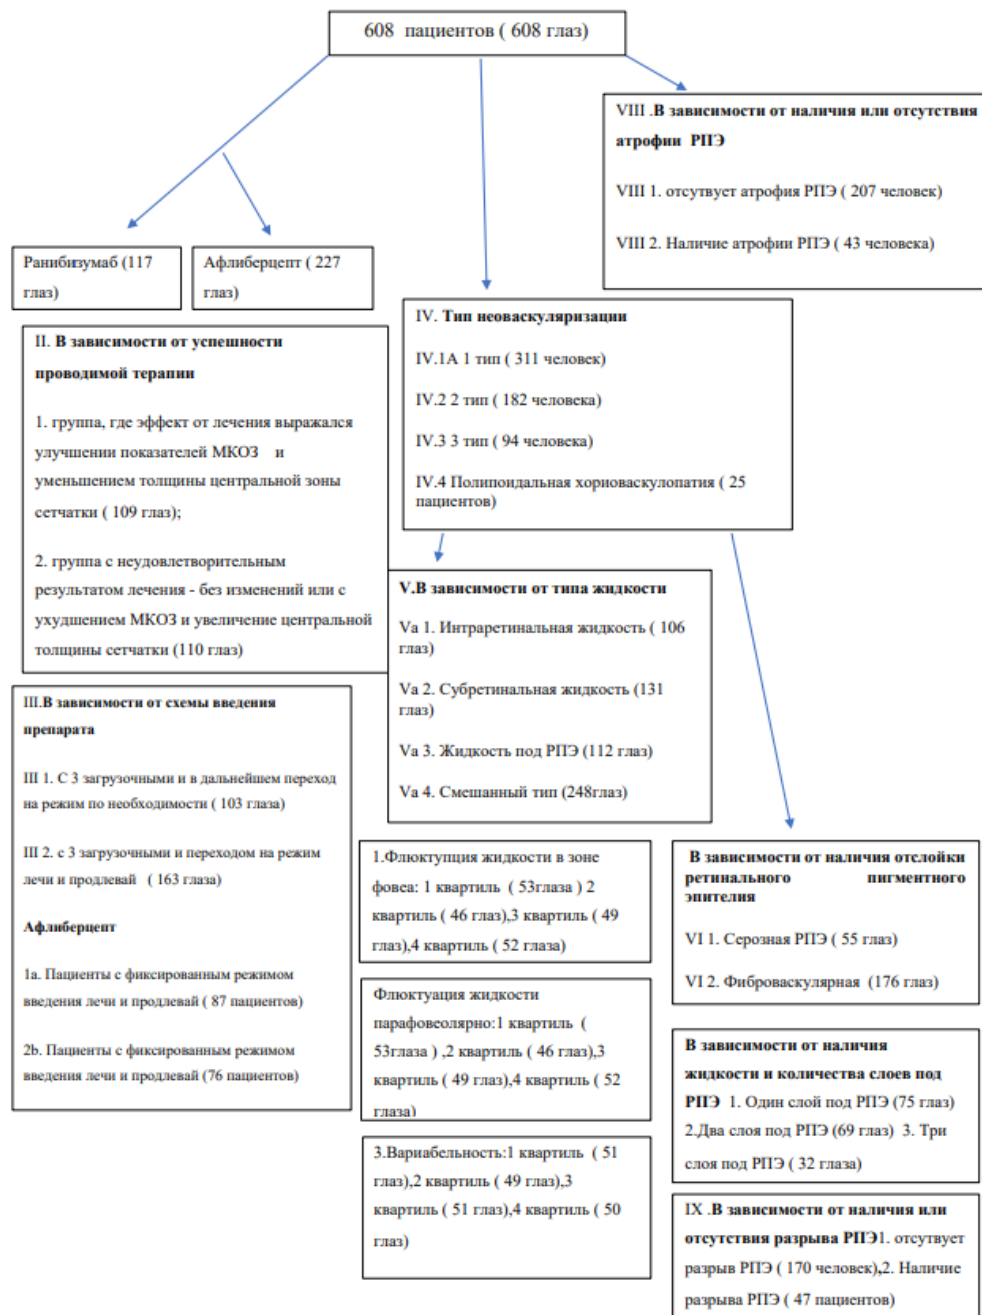 608 пациентов ( 608 глаз)
VIII .В зависимости от наличия или отсутствия
атрофии РПЭ
VIII 1. отсутвует атрофия РПЭ ( 207 человек)
VIII 2. Наличие атрофии РПЭ ( 43 человека)
Ранибизумаб (117
глаз)
Афлиберцепт ( 227
глаз)
II. В зависимости от успешности
проводимой терапии
1. группа, где эффект от лечения выражался
улучшении показателей МКОЗ и
уменьшением толщины центральной зоны
сетчатки ( 109 глаз);
2. группа с неудовлетворительным
результатом лечения - без изменений или с
ухудшением МКОЗ и увеличение центральной
толщины сетчатки (110 глаз)
IV. Тип неоваскуляризации
IV.1А 1 тип ( 311 человек)
IV.2 2 тип ( 182 человека)
IV.3 3 тип ( 94 человека)
IV.4 Полипоидальная хориоваскулопатия ( 25
пациентов)
V.В зависимости от типа жидкости
Va 1. Интраретинальная жидкость ( 106
глаз)
Va 2. Субретинальная жидкость (131
глаз)
Va 3. Жидкость под РПЭ (112 глаз)
Va 4. Смешанный тип (248глаз)
III.В зависимости от схемы введения
препарата
III 1. С 3 загрузочными и в дальнейшем переход
на режим по необходимости ( 103 глаза)
III 2. с 3 загрузочными и переходом на режим
лечи и продлевай ( 163 глаза)
Афлиберцепт
1а. Пациенты с фиксированным режимом
введения лечи и продлевай ( 87 пациентов)
2b. Пациенты с фиксированным режимом
введения лечи и продлевай (76 пациентов)
1.Флюктупция жидкости в зоне
фовеа: 1 квартиль ( 53глаза ) 2
квартиль ( 46 глаз),3 квартиль ( 49
глаз),4 квартиль ( 52 глаза)
Флюктуация жидкости
парафовеолярно:1 квартиль (
53глаза ) ,2 квартиль ( 46 глаз),3
квартиль ( 49 глаз),4 квартиль ( 52
глаза)
3.Вариабельность:1 квартиль ( 51
глаз),2 квартиль ( 49 глаз),3
квартиль ( 51 глаз),4 квартиль ( 50
глаз)
В зависимости от наличия отслойки
ретинального пигментного
эпителия
VI 1. Серозная РПЭ ( 55 глаз)
VI 2. Фиброваскулярная (176 глаз)
В зависимости от наличия
жидкости и количества слоев под
РПЭ 1. Один слой под РПЭ (75 глаз)
2.Два слоя под РПЭ (69 глаз) 3. Три
слоя под РПЭ ( 32 глаза)
IX .В зависимости от наличия или
отсутствия разрыва РПЭ1. отсутвует
разрыв РПЭ ( 170 человек),2. Наличие
разрыва РПЭ ( 47 пациентов)